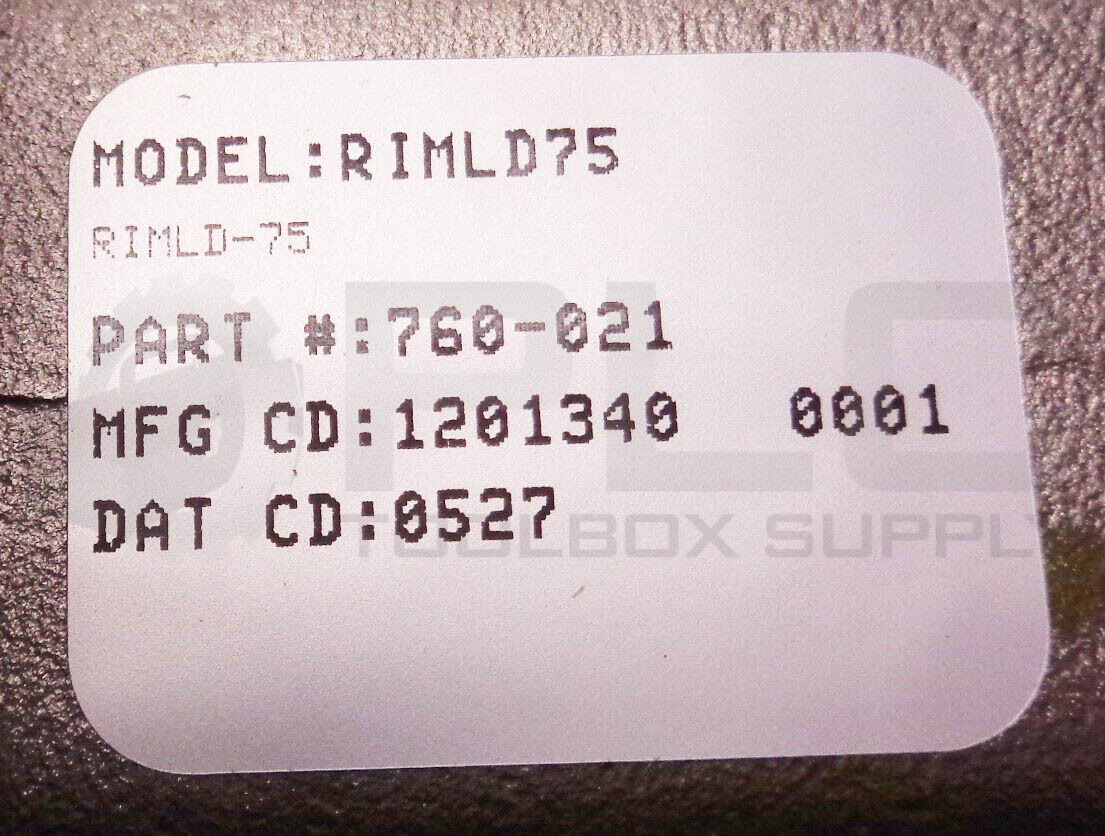 MODEL:RIMLD75
RIMLD-75
PART #:760-021
MFG CD:1201340 0001
DAT CD:0527
PLC
TOOLBOX SUPPLY